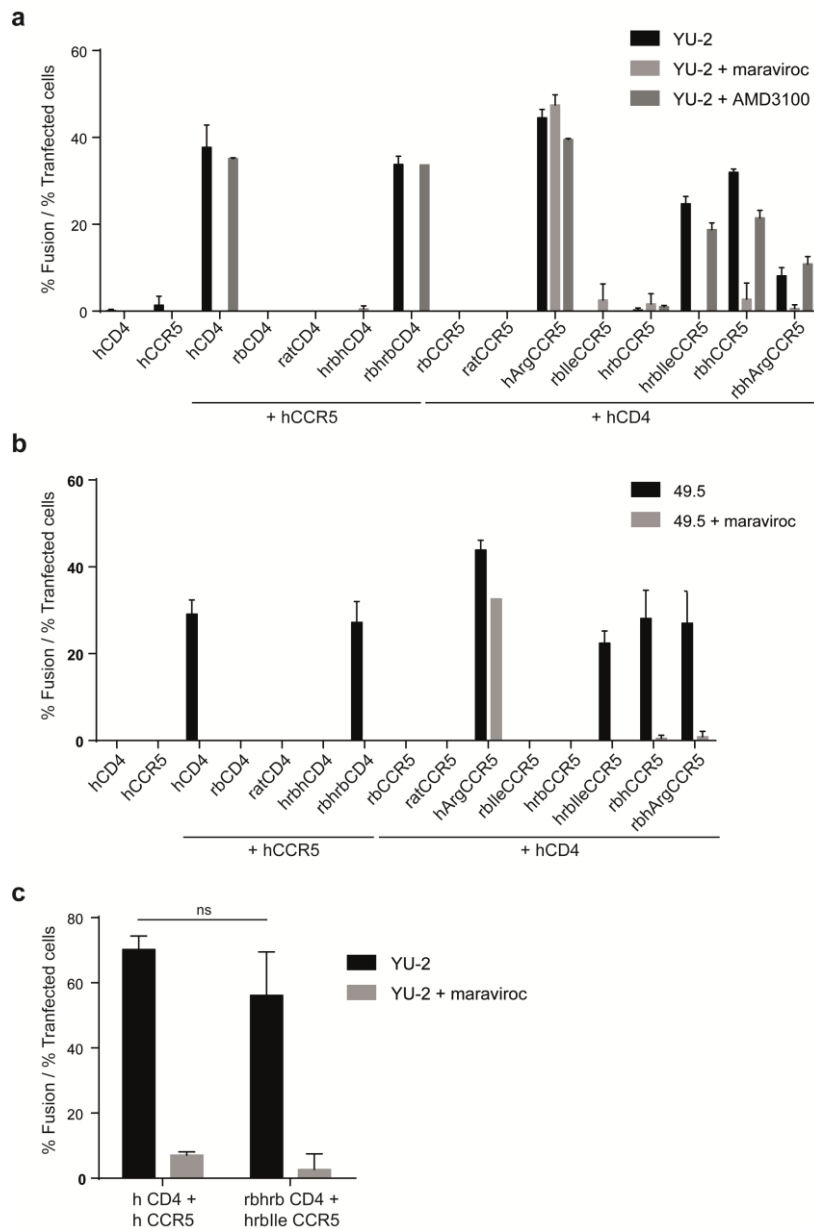 a
% Fusion / % Tranfected cells
60
40
20
0
YU-2
YU-2 + maraviroc
YU-2 + AMD3100
hCD4
hCCR5
hCD4
rbCD4
ratCD4
hrbhCD4
rbhrbCD4
rbCCR5
ratCCR5
hArgCCR5
rbIleCCR5
hrbCCR5
hrbIleCCR5
rbhCCR5
rbhArgCCR5
+ hCCR5
+ hCD4
b
% Fusion / % Tranfected cells
60
40
20
0
49.5
49.5 + maraviroc
hCD4
hCCR5
hCD4
rbCD4
ratCD4
hrbhCD4
rbhrbCD4
rbCCR5
ratCCR5
hArgCCR5
rbIleCCR5
hrbCCR5
hrbIleCCR5
rbhCCR5
rbhArgCCR5
+ hCCR5
+ hCD4
c
% Fusion / % Tranfected cells
80
60
40
20
0
ns
YU-2
YU-2 + maraviroc
h CD4 +
h CCR5
rbhrb CD4 +
hrbIle CCR5